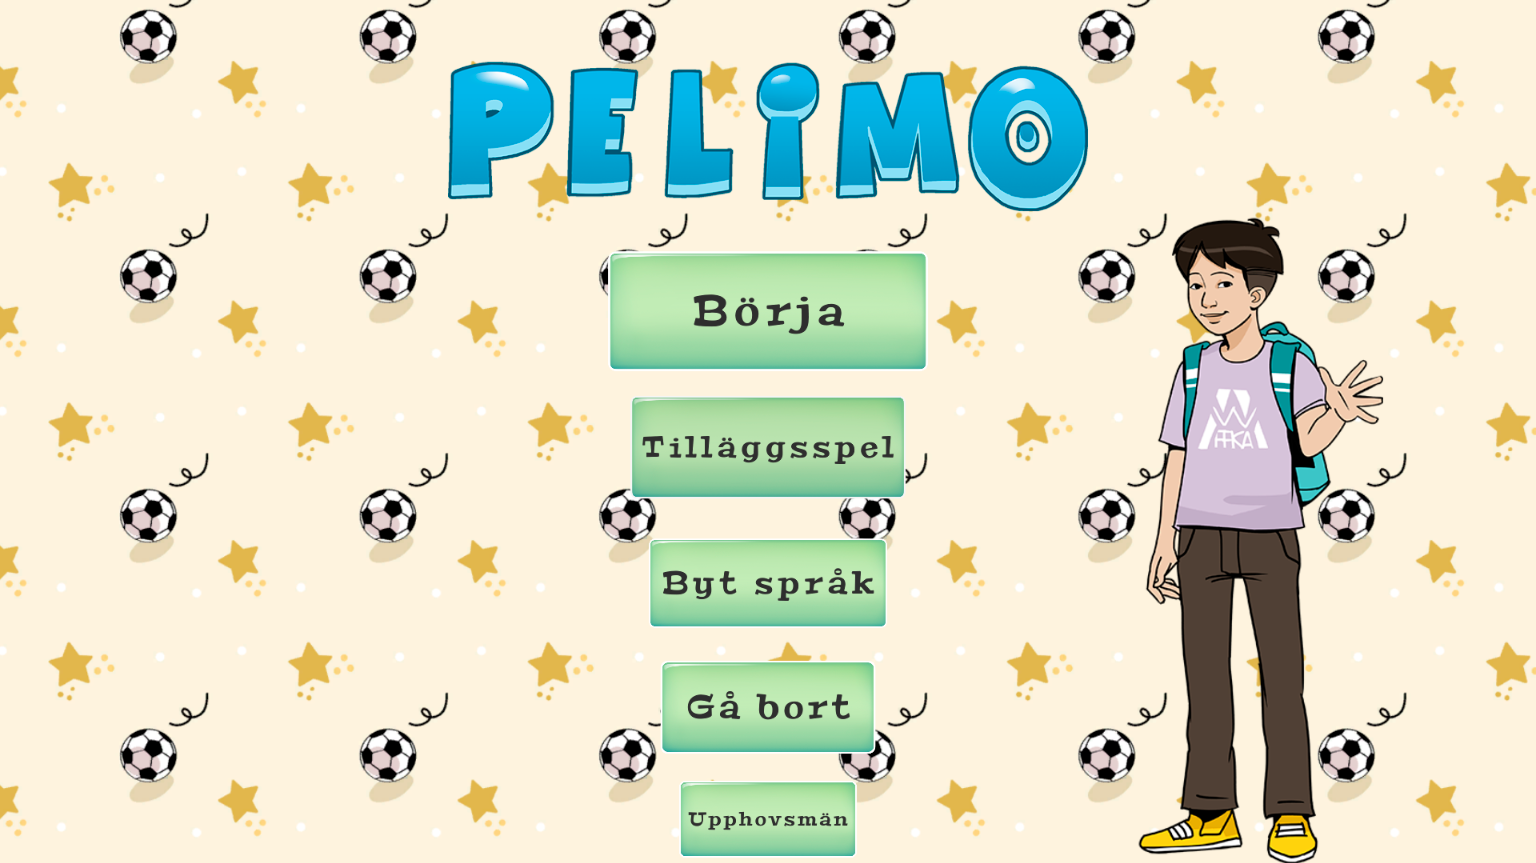 PELiMO
Börja
Tilläggsspel
Byt språk
Gå bort
Upphovsmän